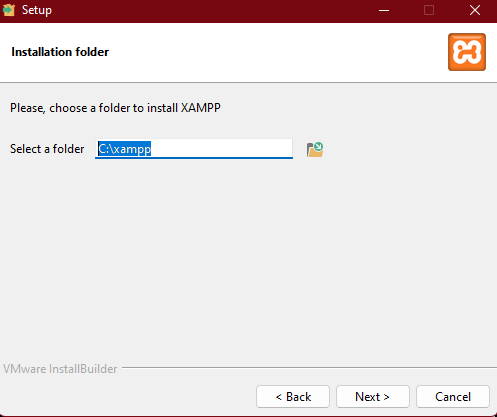 Setup
Installation folder
Please, choose a folder to install XAMPP
Select a folder C:\xampp
VMware InstallBuilder
< Back Next > Cancel